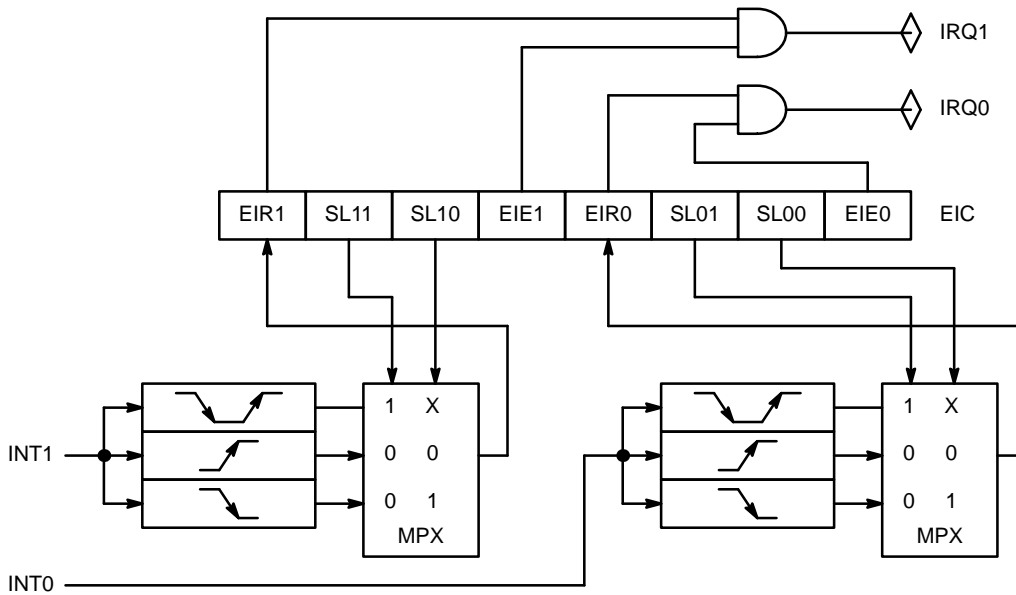 IRQ1
IRQ0
EIR1 SL11 SL10 EIE1 EIR0 SL01 SL00 EIE0 EIC
1 X 1 X
INT1 0 0 0 0
0 1 0 1
MPX MPX
INT0